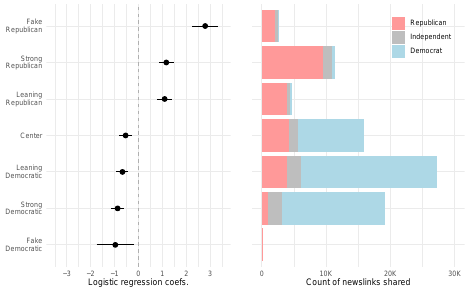 Fake
Republican
Strong
Republican
Leaning
Republican
Center
Leaning
Democratic
Strong
Democratic
Fake
Democratic
−3 −2 −1 0 1 2 3
Logistic regression coefs.
Republican
Independent
Democrat
0 10K 20K 30K
Count of newslinks shared